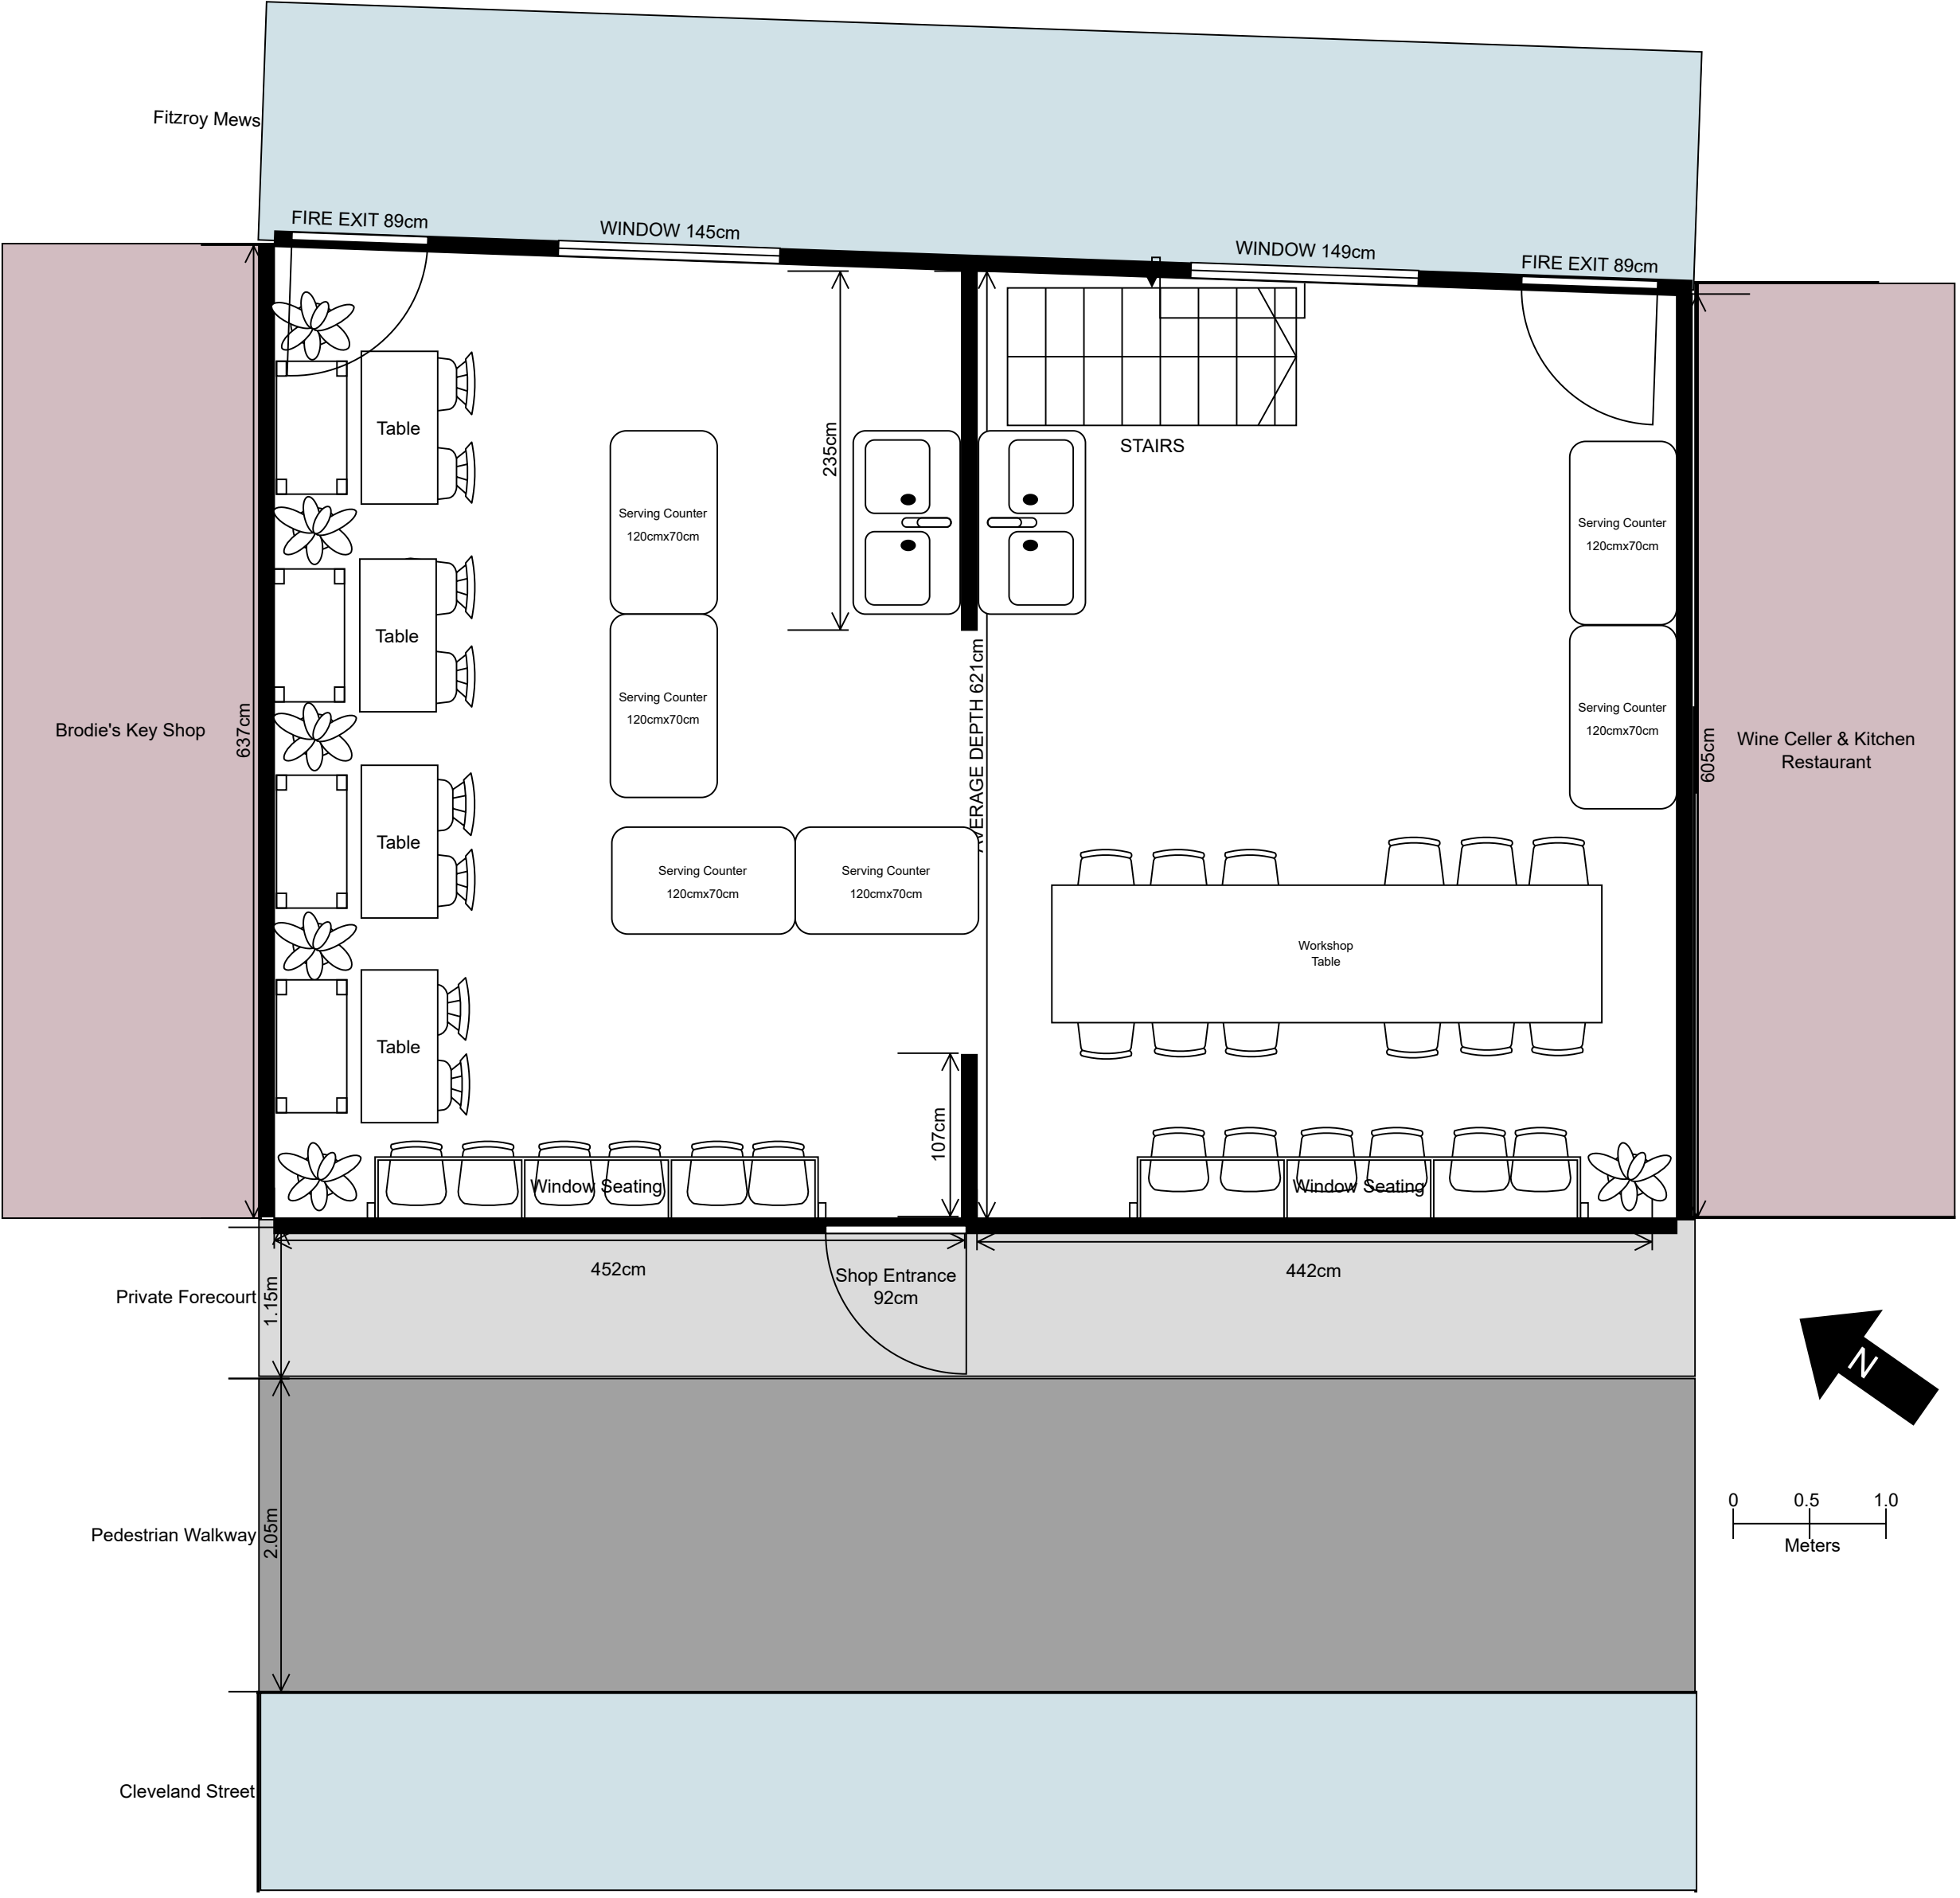 Fitzroy Mews
FIRE EXIT 89cm
WINDOW 145cm
WINDOW 149cm
FIRE EXIT 89cm
Table
235cm
STAIRS
Serving Counter
120cmx70cm
Serving Counter
120cmx70cm
Table
Serving Counter
120cmx70cm
Serving Counter
120cmx70cm
Brodie's Key Shop
637cm
AVERAGE DEPTH 621cm
605cm
Wine Celler & Kitchen
Restaurant
Table
Serving Counter
120cmx70cm
Serving Counter
120cmx70cm
Workshop
Table
Table
107cm
Window Seating
Window Seating
452cm
Shop Entrance
92cm
442cm
Private Forecourt
1.15m
N
Pedestrian Walkway
2.05m
0 0.5 1.0
Meters
Cleveland Street